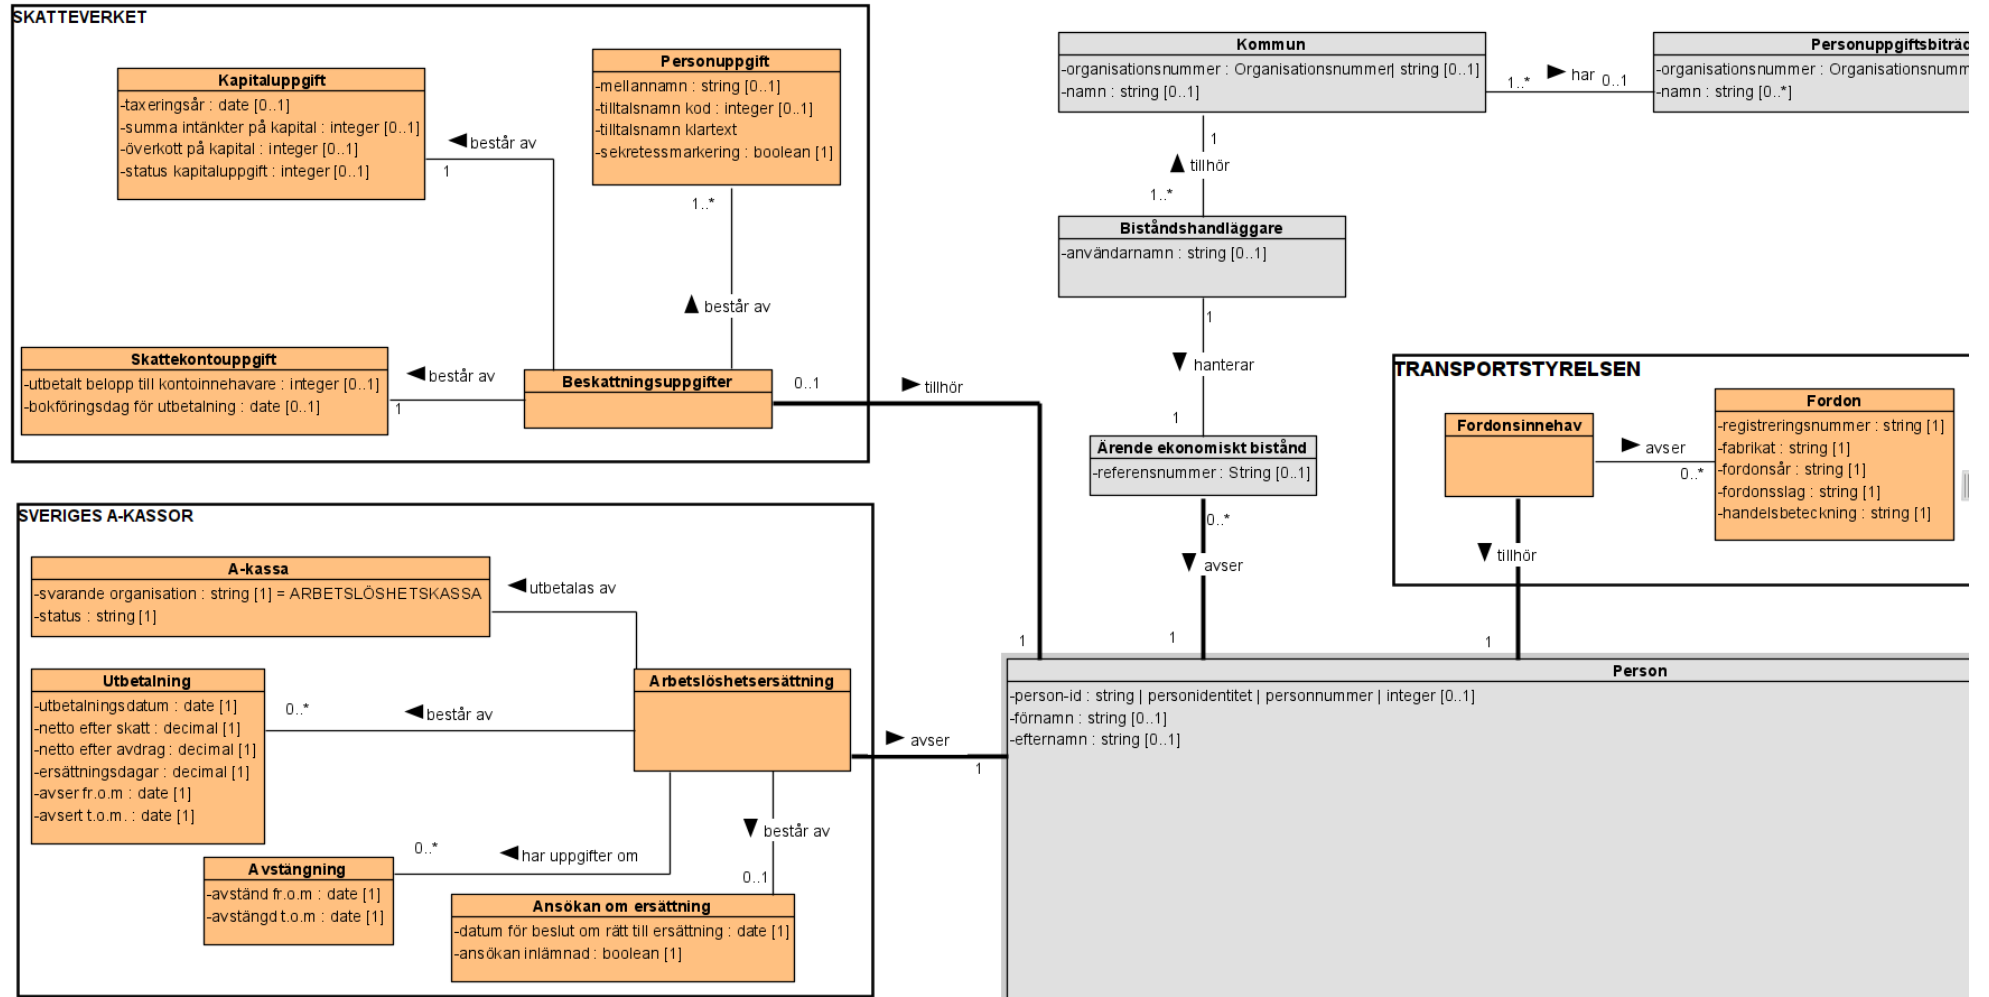 SKATTEVERKET
Kapitaluppgift
-taxeringsår : date [0..1]
-summa intänkter på kapital : integer [0..1]
-överkott på kapital : integer [0..1]
-status kapitaluppgift : integer [0..1]
består av
1
Personuppgift
-mellannamn : string [0..1]
-tilltalsnamn kod : integer [0..1]
-tilltalsnamn klartext
-sekretessmarkering : boolean [1]
1..*
består av
Skattekontouppgift
-utbetalt belopp till kontoinnehavare : integer [0..1]
-bokföringsdag för utbetalning : date [0..1]
består av
1
Beskattningsuppgifter
0..1
tillhör
1
Kommun
-organisationsnummer : Organisationsnummer| string [0..1]
-namn : string [0..1]
1..*
har
0..1
Personuppgiftsbiträd
-organisationsnummer : Organisationsnumm
-namn : string [0..*]
1
tillhör
1..*
Biståndshandläggare
-användarnamn : string [0..1]
1
hanterar
1
Ärende ekonomiskt bistånd
-referensnummer : String [0..1]
0..*
avser
1
TRANSPORTSTYRELSEN
Fordonsinnehav
avser
0..*
Fordon
-registreringsnummer : string [1]
-fabrikat : string [1]
-fordonsår : string [1]
-fordonsslag : string [1]
-handelsbeteckning : string [1]
tillhör
1
SVERIGES A-KASSOR
A-kassa
-svarande organisation : string [1] = ARBETSLÖSHETSKASSA
-status : string [1]
utbetalas av
Utbetalning
-utbetalningsdatum : date [1]
-netto efter skatt : decimal [1]
-netto efter avdrag : decimal [1]
-ersättningsdagar : decimal [1]
-avser fr.o.m : date [1]
-avsert t.o.m. : date [1]
0..*
består av
Arbetslöshetsersättning
avser
1
Avstängning
-avständ fr.o.m : date [1]
-avstängd t.o.m : date [1]
0..*
har uppgifter om
består av
0..1
Ansökan om ersättning
-datum för beslut om rätt till ersättning : date [1]
-ansökan inlämnad : boolean [1]
Person
-person-id : string | personidentitet | personnummer | integer [0..1]
-förnamn : string [0..1]
-efternamn : string [0..1]